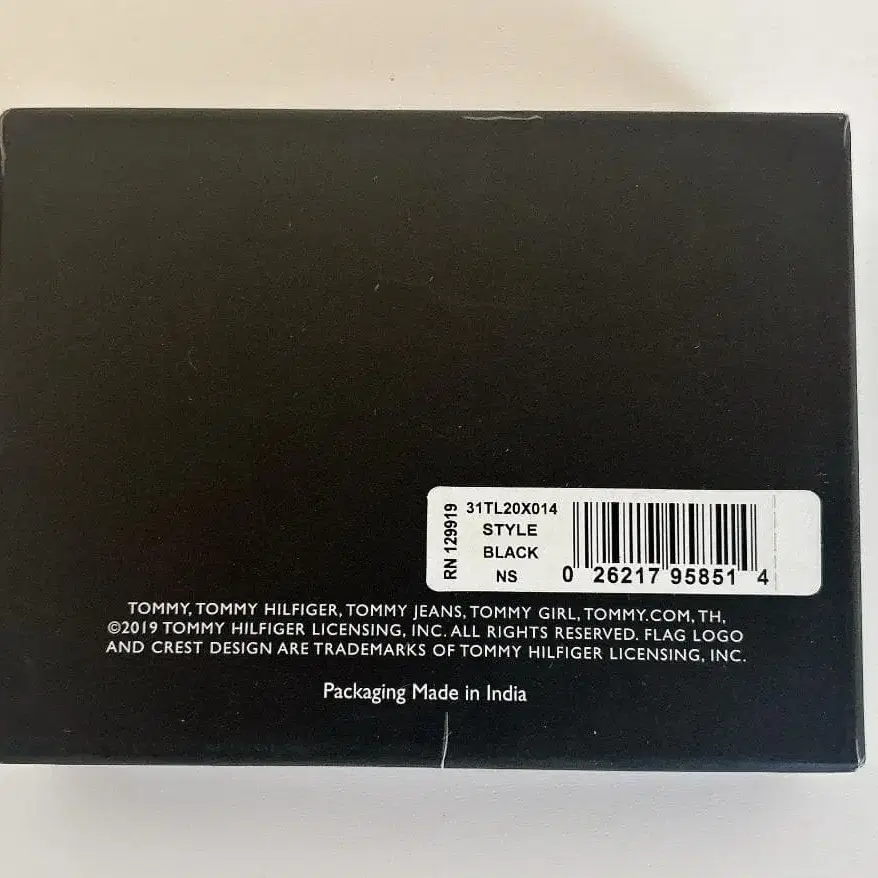 RN 129919
31TL20X014
STYLE
BLACK
NS
0 26217 95851 4
TOMMY, TOMMY HILFIGER, TOMMY JEANS, TOMMY GIRL, TOMMY.COM, TH,
©2019 TOMMY HILFIGER LICENSING, INC. ALL RIGHTS RESERVED. FLAG LOGO
AND CREST DESIGN ARE TRADEMARKS OF TOMMY HILFIGER LICENSING, INC.
Packaging Made in India